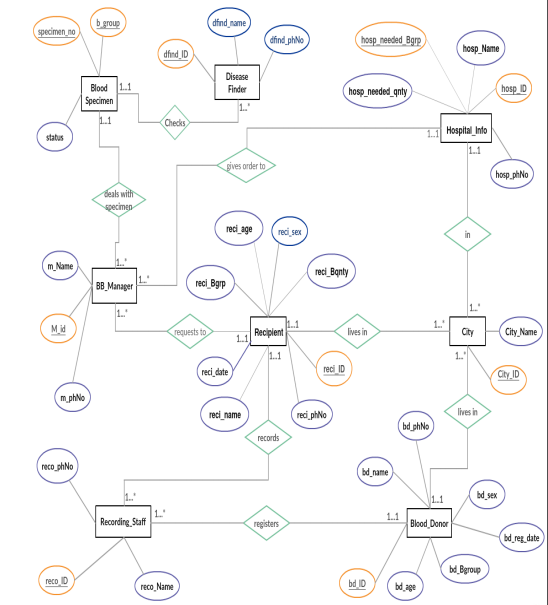 specimen_no
b_group
dfind_name
dfind_phNo
dfind_ID
hosp_needed_Bgrp
hosp_Name
Blood
Specimen
1...1
Disease
Finder
hosp_needed_qnty
hosp_ID
1...*
1...1
Checks
status
1...1
Hospital_Info
1...1
gives order to
hosp_phNo
deals with
specimen
reci_age
reci_sex
in
m_Name
1...*
reci_Bgrp
reci_Bqnty
BB_Manager
1...*
1...*
1...*
M_id
requests to
1...1
Recipient
1...1
lives in
1...*
City
City_Name
1...1
1...*
reci_date
reci_ID
City_ID
m_phNo
reci_name
reci_phNo
lives in
bd_phNo
records
reco_phNo
bd_name
1...*
1...1
bd_sex
Recording_Staff
1...*
registers
1...1
Blood_Donor
bd_reg_date
reco_ID
reco_Name
bd_ID
bd_age
bd_Bgroup